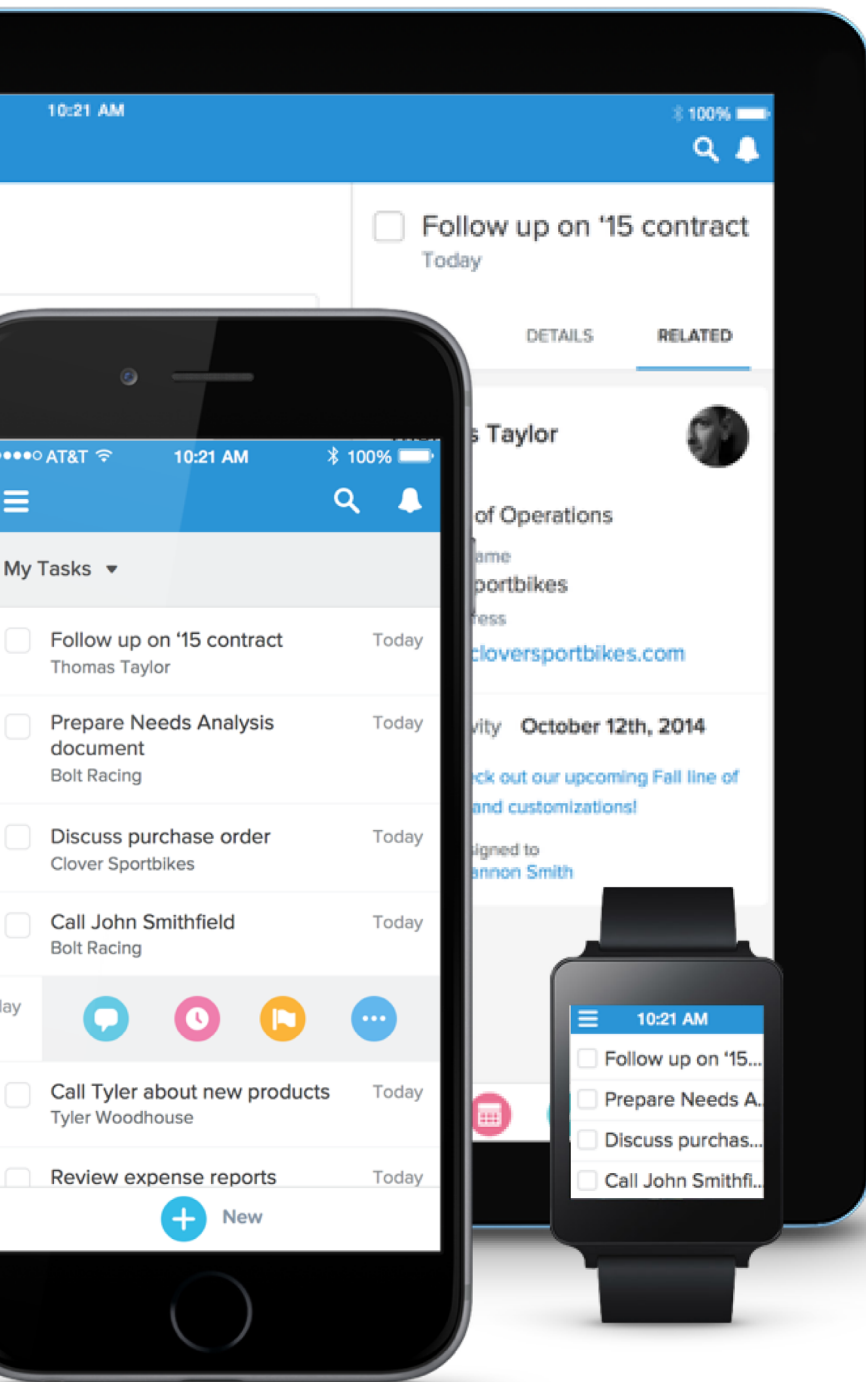 10:21 AM
100%
Follow up on ‘15 contract
Today
DETAILS
RELATED
s Taylor
of Operations
ame
portbikes
ress
cloversportbikes.com
vity October 12th, 2014
eck out our upcoming Fall line of
and customizations!
signed to
annon Smith
AT&T 10:21 AM 100%
My Tasks
Follow up on ‘15 contract Today
Thomas Taylor
Prepare Needs Analysis Today
document
Bolt Racing
Discuss purchase order Today
Clover Sportbikes
Call John Smithfield Today
Bolt Racing
day
Call Tyler about new products Today
Tyler Woodhouse
Review expense reports Today
New
10:21 AM
Follow up on ‘15...
Prepare Needs A..
Discuss purchas...
Call John Smithfi...